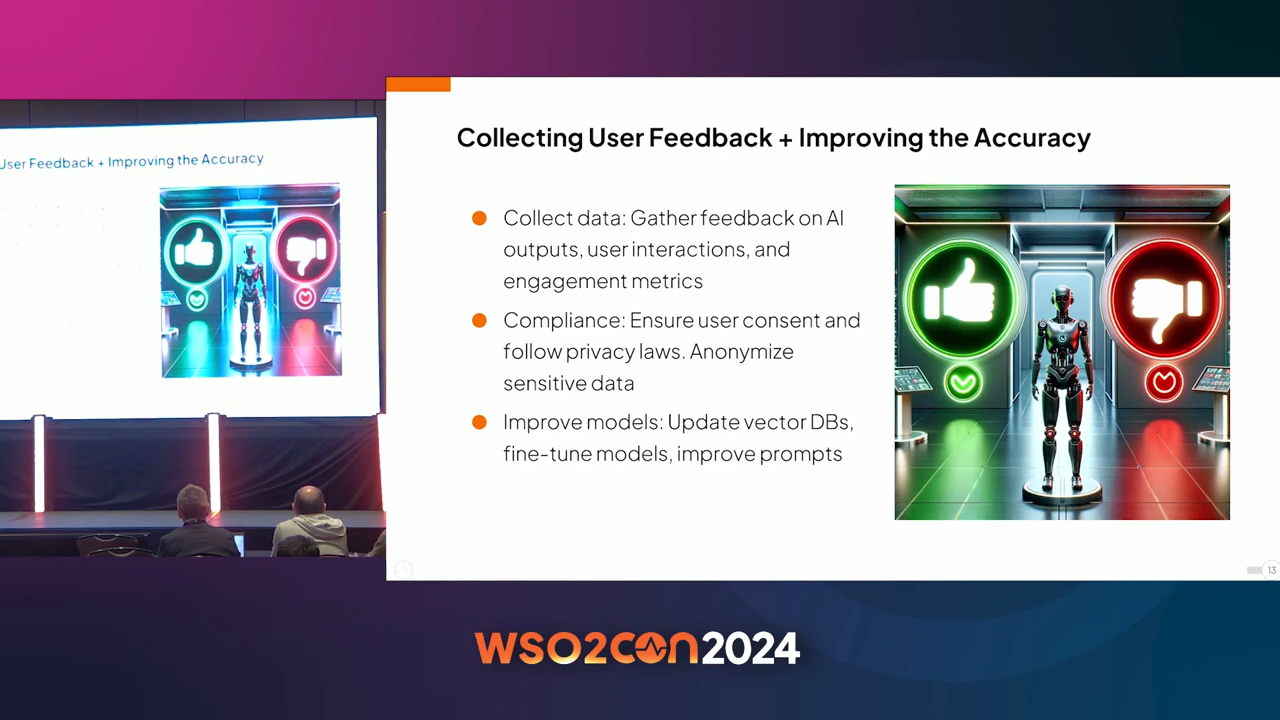 User Feedback + Improving the Accuracy
Collecting User Feedback + Improving the Accuracy
Collect data: Gather feedback on AI
outputs, user interactions, and
engagement metrics
Compliance: Ensure user consent and
follow privacy laws. Anonymize
sensitive data
Improve models: Update vector DBs,
fine-tune models, improve prompts
13
WSO2CON2024